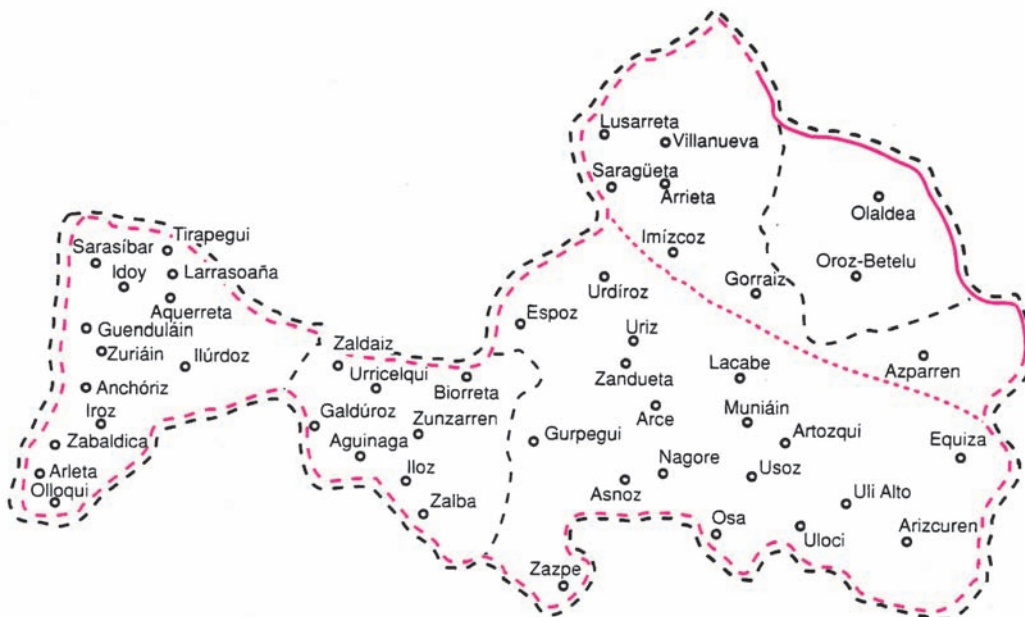 Lusarreta
Villanueva
Saragüeta
Arrieta
Olaldea
Imízcoz
Oroz-Betelu
Gorraiz
Tirapegui
Sarasíbar
Idoy
Larrasoaña
Aquerreta
Guenduláin
Zuriáin
Ilúrdoz
Anchóriz
Iroz
Zabaldica
Arleta
Olloqui
Zaldaiz
Urricelqui
Biorreta
Galdúroz
Zunzarren
Aguinaga
Iloz
Zalba
Urdíroz
Espoz
Uriz
Zandueta
Lacabe
Azparren
Arce
Muniáin
Artozqui
Equiza
Gurpegui
Nagore
Usoz
Asnoz
Uli Alto
Osa
Uloci
Arizcuren
Zazpe